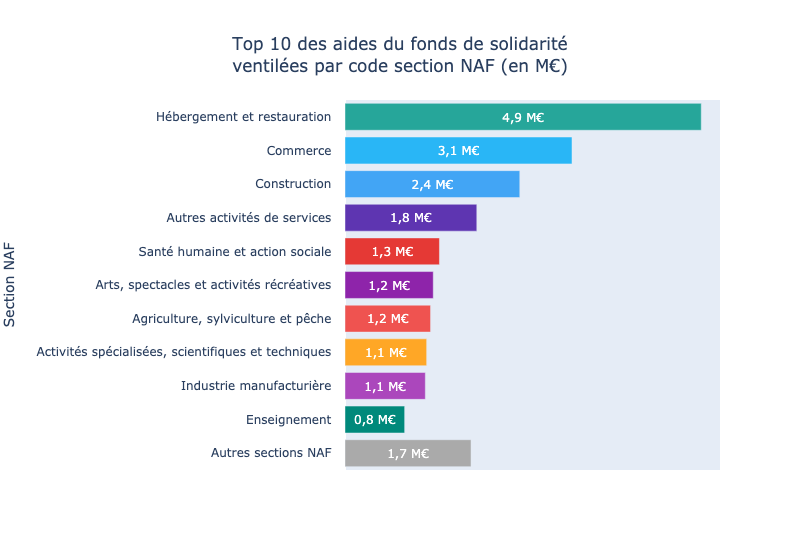 Top 10 des aides du fonds de solidarité
ventilées par code section NAF (en M€)
Section NAF
Hébergement et restauration 4,9 M€
Commerce 3,1 M€
Construction 2,4 M€
Autres activités de services 1,8 M€
Santé humaine et action sociale 1,3 M€
Arts, spectacles et activités récréatives 1,2 M€
Agriculture, sylviculture et pêche 1,2 M€
Activités spécialisées, scientifiques et techniques 1,1 M€
Industrie manufacturière 1,1 M€
Enseignement 0,8 M€
Autres sections NAF 1,7 M€